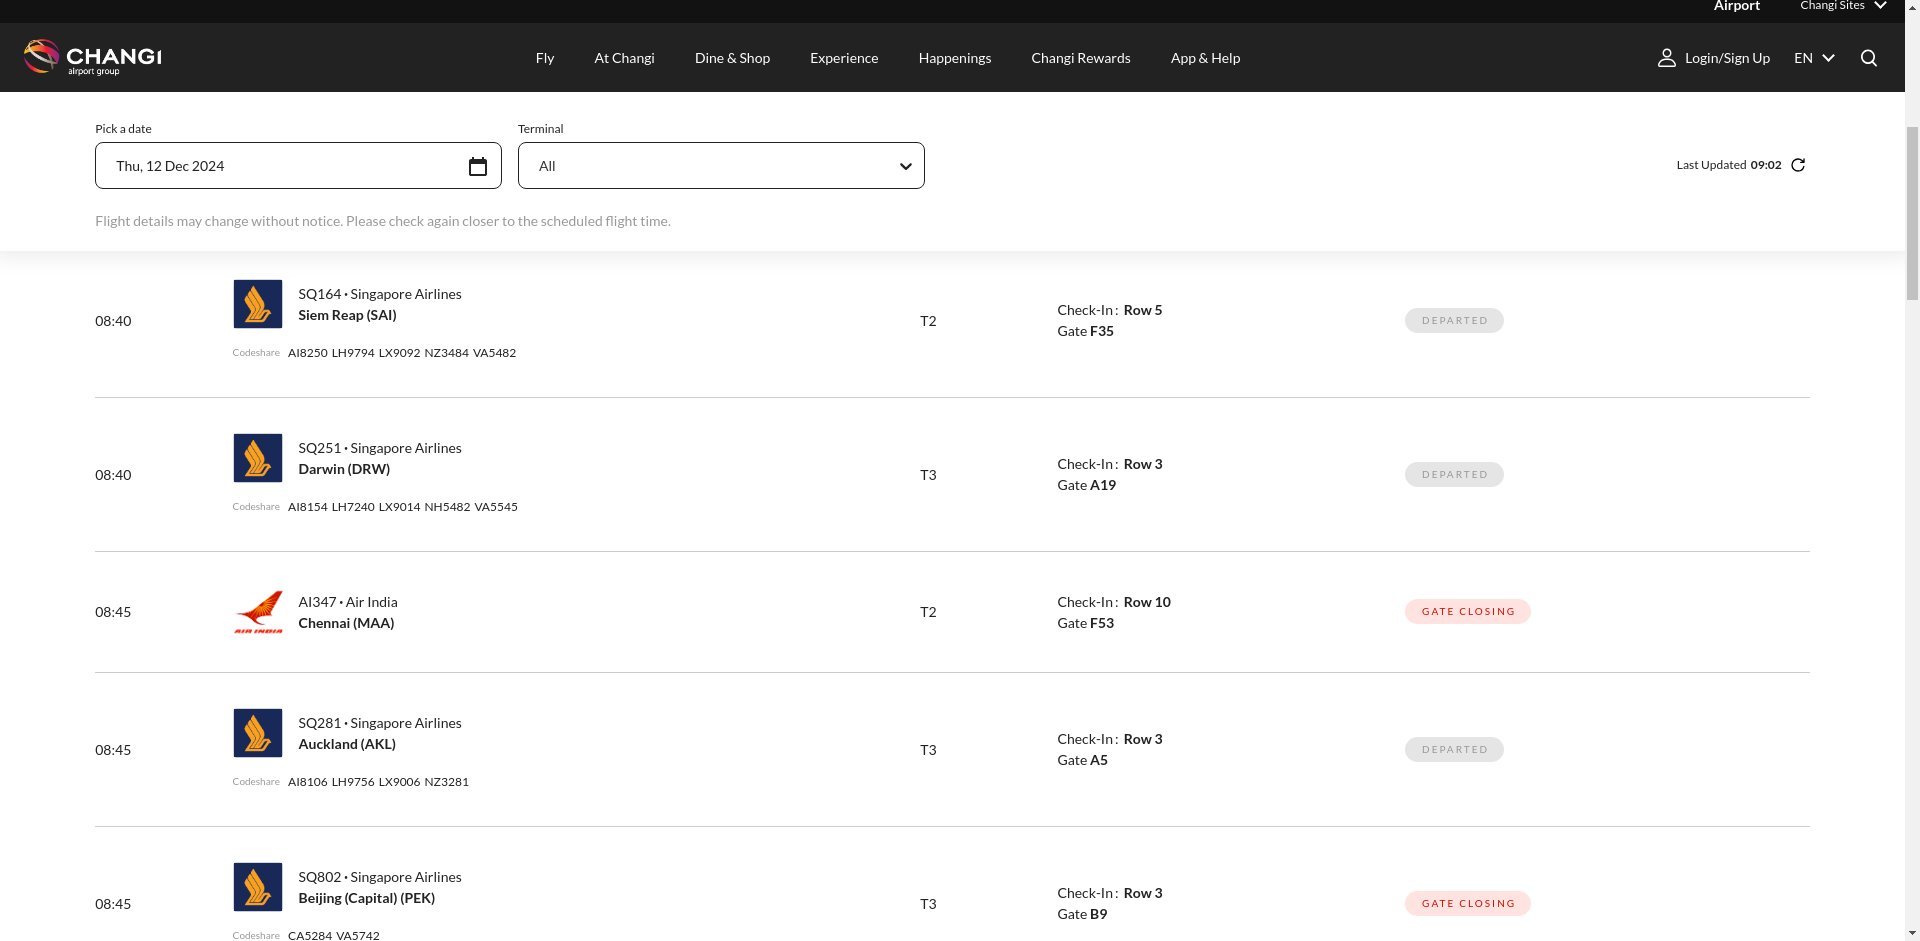 Airport Changi Sites
CHANGI
airport group
Fly At Changi Dine & Shop Experience Happenings Changi Rewards App & Help Login/Sign Up EN
Pick a date Terminal
Thu, 12 Dec 2024 All Last Updated 09:02
Flight details may change without notice. Please check again closer to the scheduled flight time.
08:40
SQ164 • Singapore Airlines
Siem Reap (SAI)
Codeshare AI8250 LH9794 LX9092 NZ3484 VA5482
T2
Check-In : Row 5
Gate F35
DEPARTED
08:40
SQ251 • Singapore Airlines
Darwin (DRW)
Codeshare AI8154 LH7240 LX9014 NH5482 VA5545
T3
Check-In : Row 3
Gate A19
DEPARTED
08:45
AIR INDIA
AI347 • Air India
Chennai (MAA)
T2
Check-In : Row 10
Gate F53
GATE CLOSING
08:45
SQ281 • Singapore Airlines
Auckland (AKL)
Codeshare AI8106 LH9756 LX9006 NZ3281
T3
Check-In : Row 3
Gate A5
DEPARTED
08:45
SQ802 • Singapore Airlines
Beijing (Capital) (PEK)
Codeshare CA5284 VA5742
T3
Check-In : Row 3
Gate B9
GATE CLOSING